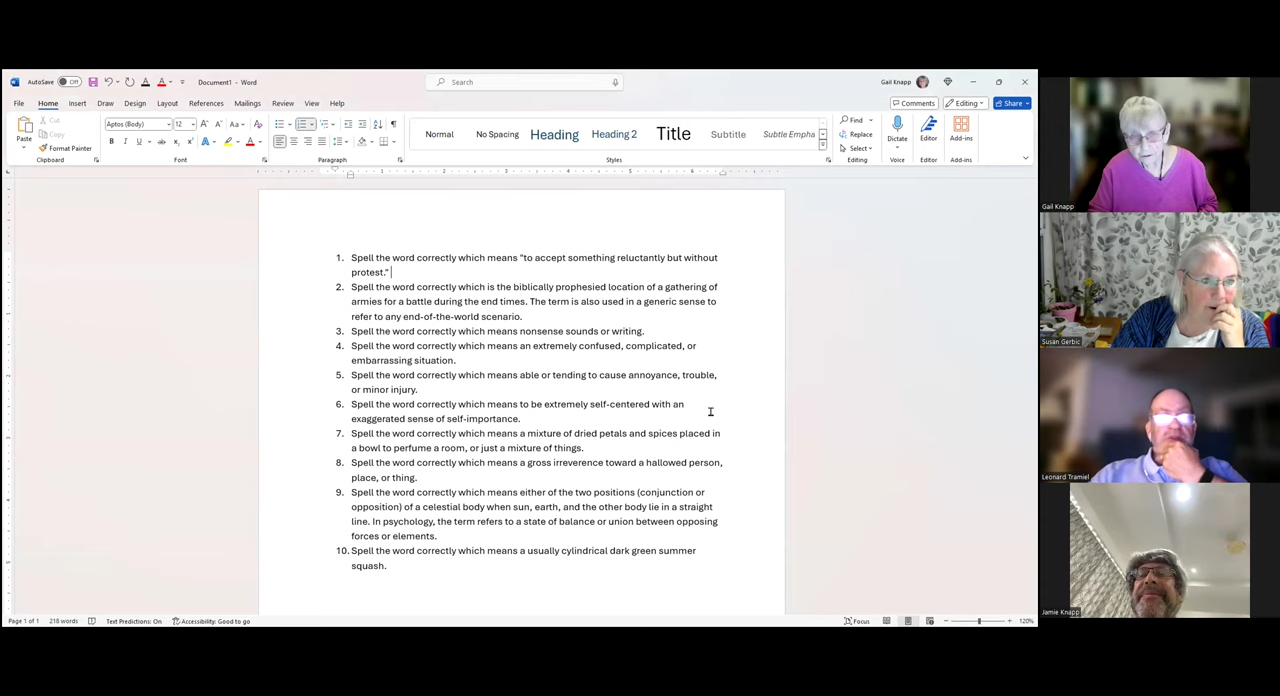 AutoSave Off Document1 - Word Search Gail Knapp
File Home Insert Draw Design Layout References Mailings Review View Help Comments Editing Share
Paste Cut Copy Format Painter
Aptos (Body) 12
Normal No Spacing Heading Heading 2 Title Subtitle Subtle Empha
Find Replace Select Dictate Editor Add-ins
Clipboard Font Paragraph Styles Editing Voice Editor Add-ins
1. Spell the word correctly which means "to accept something reluctantly but without
protest."
2. Spell the word correctly which is the biblically prophesied location of a gathering of
armies for a battle during the end times. The term is also used in a generic sense to
refer to any end-of-the-world scenario.
3. Spell the word correctly which means nonsense sounds or writing.
4. Spell the word correctly which means an extremely confused, complicated, or
embarrassing situation.
5. Spell the word correctly which means able or tending to cause annoyance, trouble,
or minor injury.
6. Spell the word correctly which means to be extremely self-centered with an
exaggerated sense of self-importance.
7. Spell the word correctly which means a mixture of dried petals and spices placed in
a bowl to perfume a room, or just a mixture of things.
8. Spell the word correctly which means a gross irreverence toward a hallowed person,
place, or thing.
9. Spell the word correctly which means either of the two positions (conjunction or
opposition) of a celestial body when sun, earth, and the other body lie in a straight
line. In psychology, the term refers to a state of balance or union between opposing
forces or elements.
10. Spell the word correctly which means a usually cylindrical dark green summer
squash.
Page 1 of 1 218 words Text Predictions: On Accessibility: Good to go Focus 120%
Gail Knapp
Susan Gerbic
Leonard Tramiel
Jamie Knapp